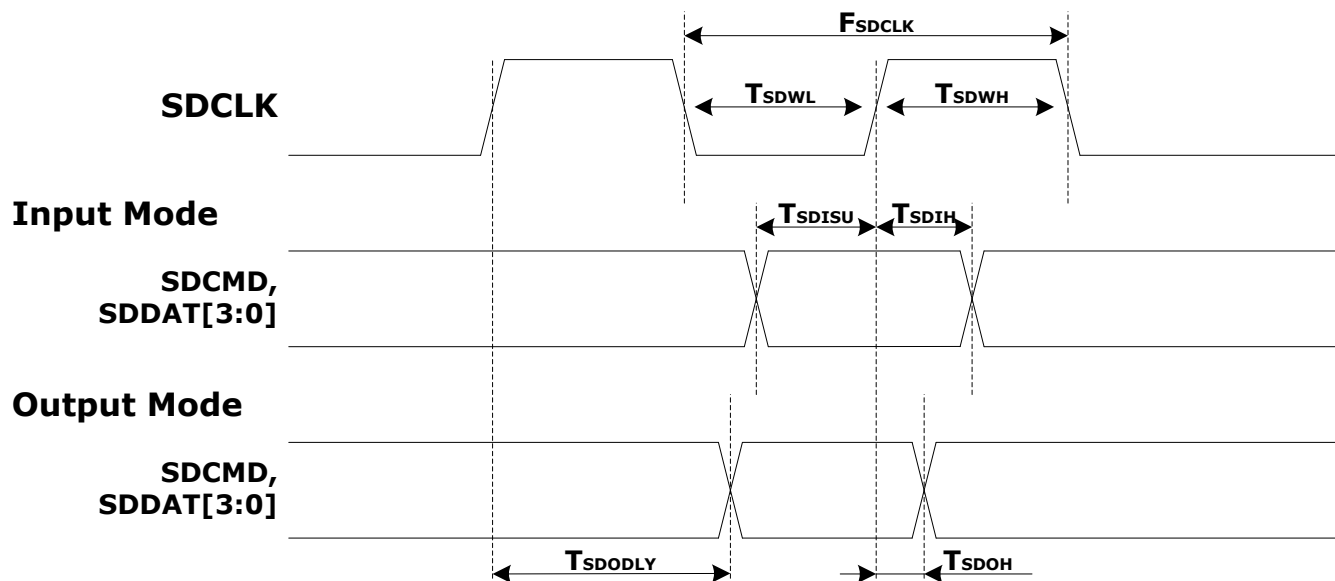 FSDCLK
SDCLK
TSDWL
TSDWH
Input Mode
TSDISU
TSDIH
SDCMD,
SDDAT[3:0]
Output Mode
SDCMD,
SDDAT[3:0]
TSDODLY
TSDOH